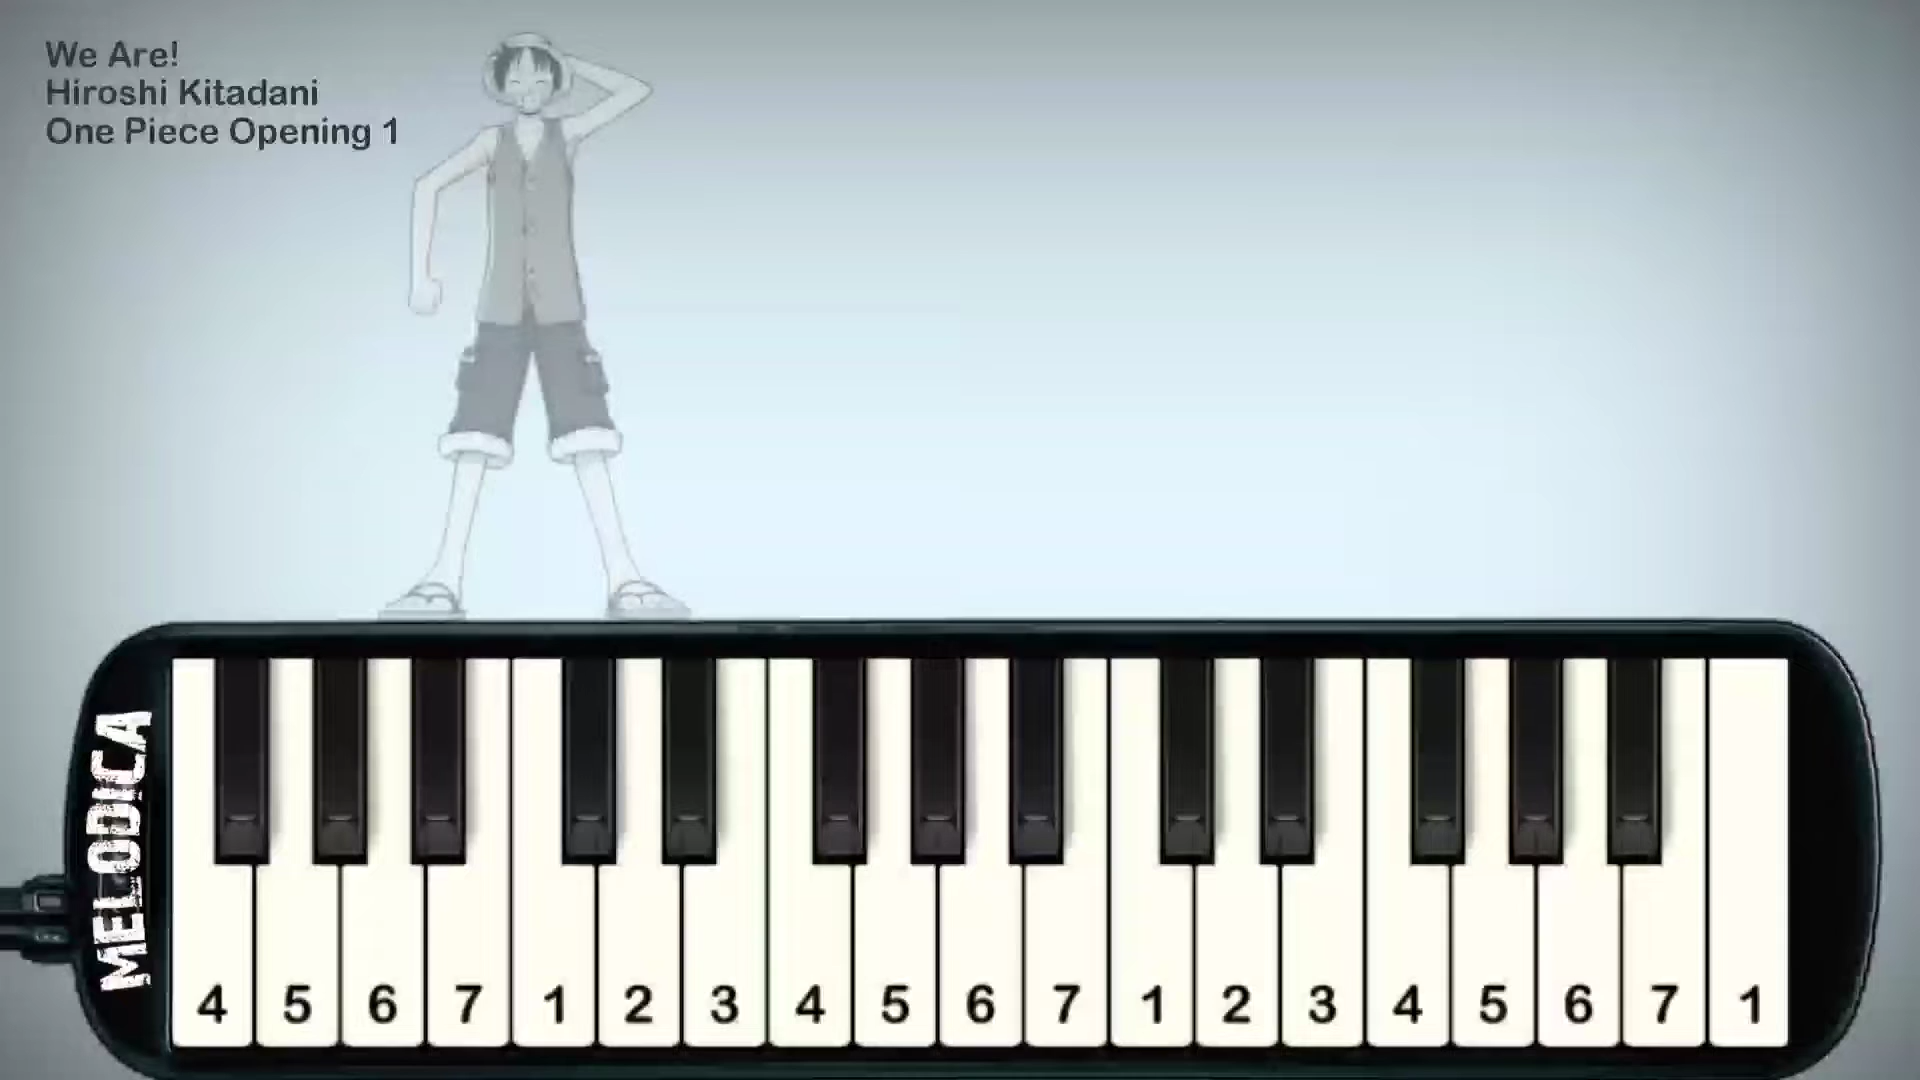 We Are!
Hiroshi Kitadani
One Piece Opening 1
MELODICA
4 5 6 7 1 2 3 4 5 6 7 1 2 3 4 5 6 7 1